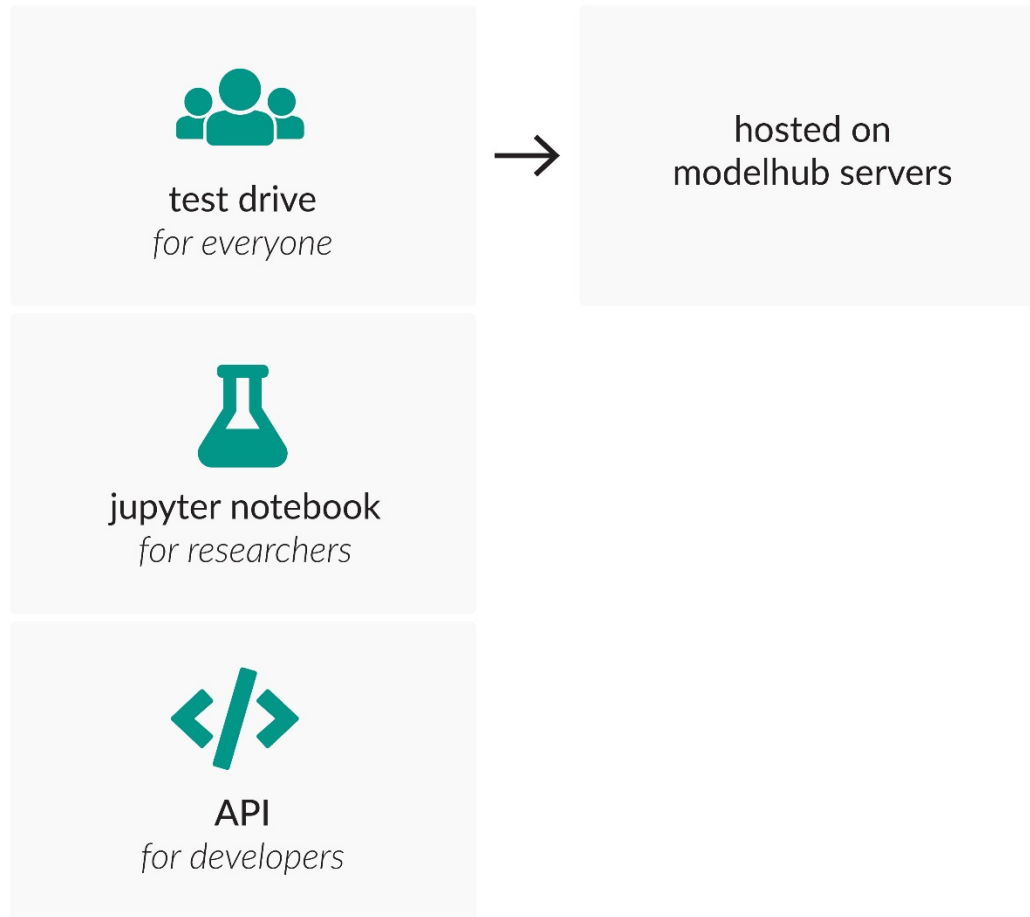 test drive
for everyone
hosted on
modelhub servers
jupyter notebook
for researchers
API
for developers